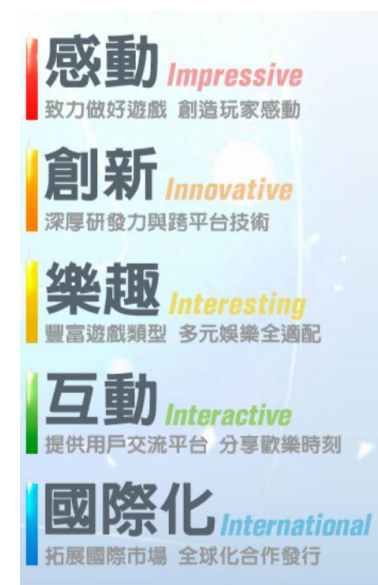 感動 Impressive
致力做好遊戲 創造玩家感動
創新 Innovative
深厚研發力與跨平台技術
樂趣 Interesting
豐富遊戲類型 多元娛樂全適配
互動 Interactive
提供用戶交流平台 分享歡樂時刻
國際化 International
拓展國際市場 全球化合作發行